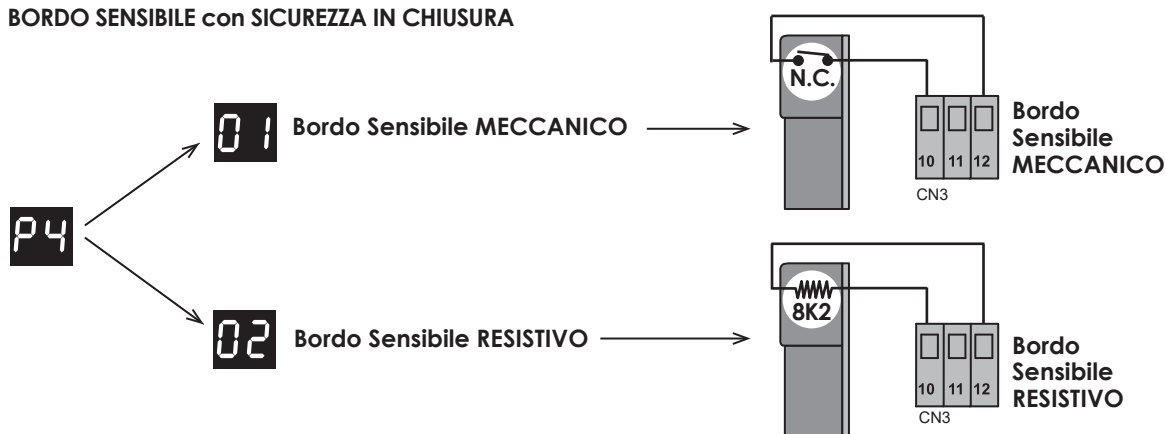 BORDO SENSIBILE con SICUREZZA IN CHIUSURA
N.C.
01
Bordo Sensibile MECCANICO
10 11 12
CN3
Bordo
Sensibile
MECCANICO
P4
02
Bordo Sensibile RESISTIVO
8K2
10 11 12
CN3
Bordo
Sensibile
RESISTIVO